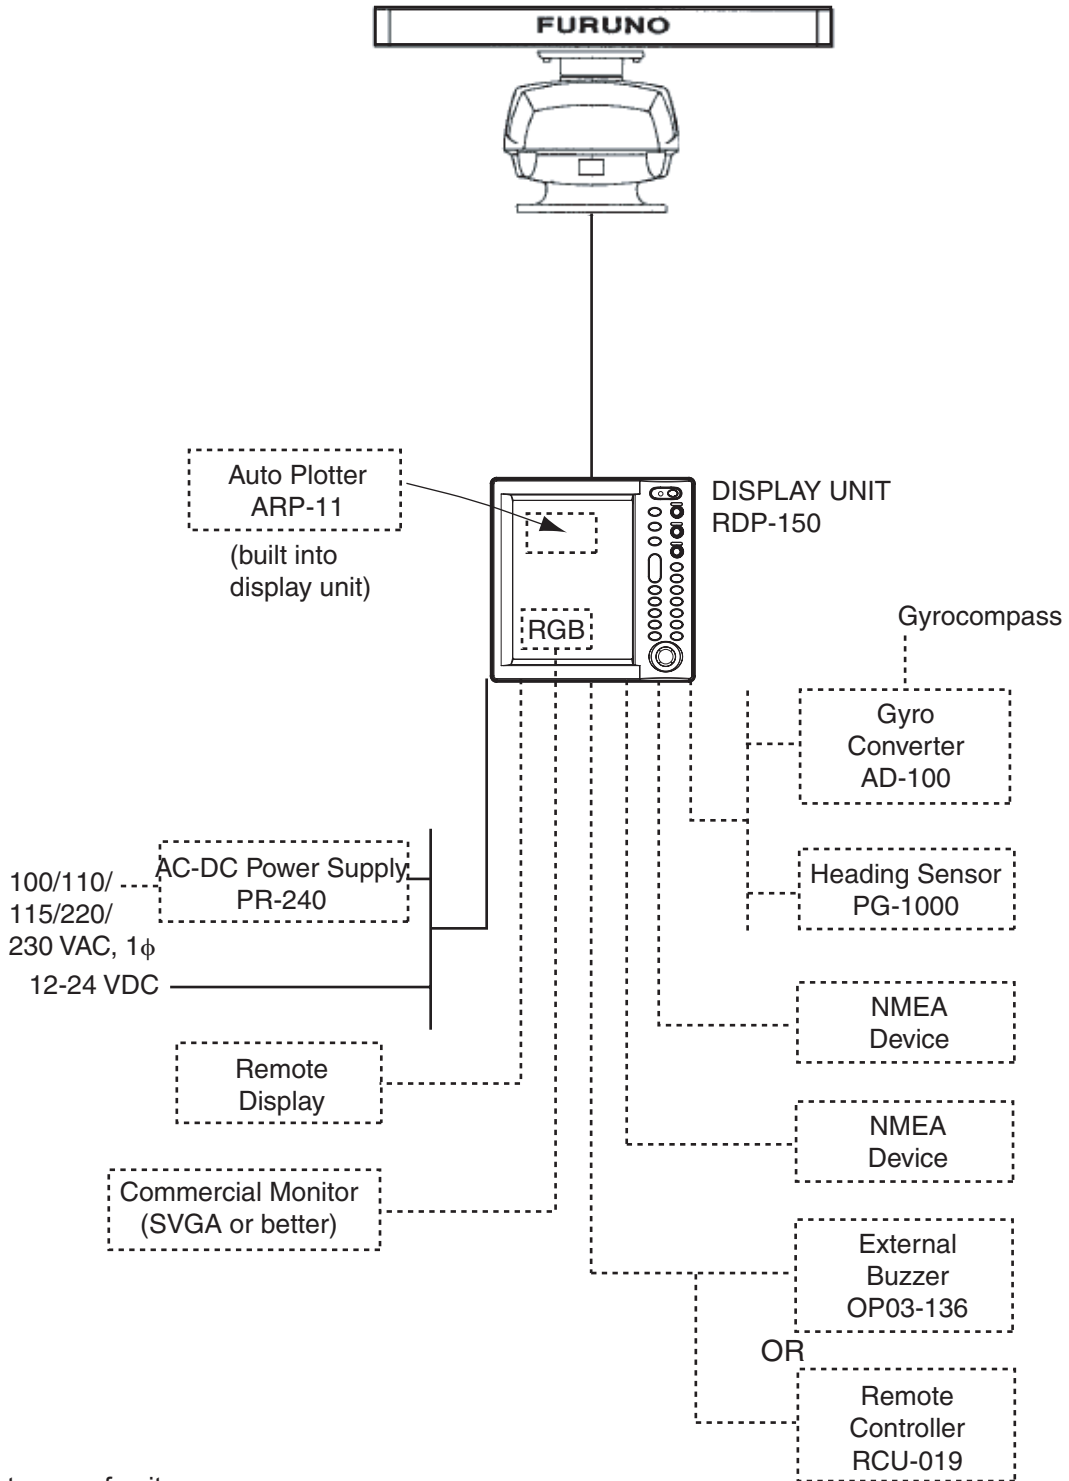 FURUNO
Auto Plotter
ARP-11
(built into
display unit)
DISPLAY UNIT
RDP-150
RGB
Gyrocompass
Gyro
Converter
AD-100
Heading Sensor
PG-1000
AC-DC Power Supply
PR-240
100/110/
115/220/
230 VAC, 1ϕ
12-24 VDC
NMEA
Device
Remote
Display
NMEA
Device
Commercial Monitor
(SVGA or better)
External
Buzzer
OP03-136
OR
Remote
Controller
RCU-019